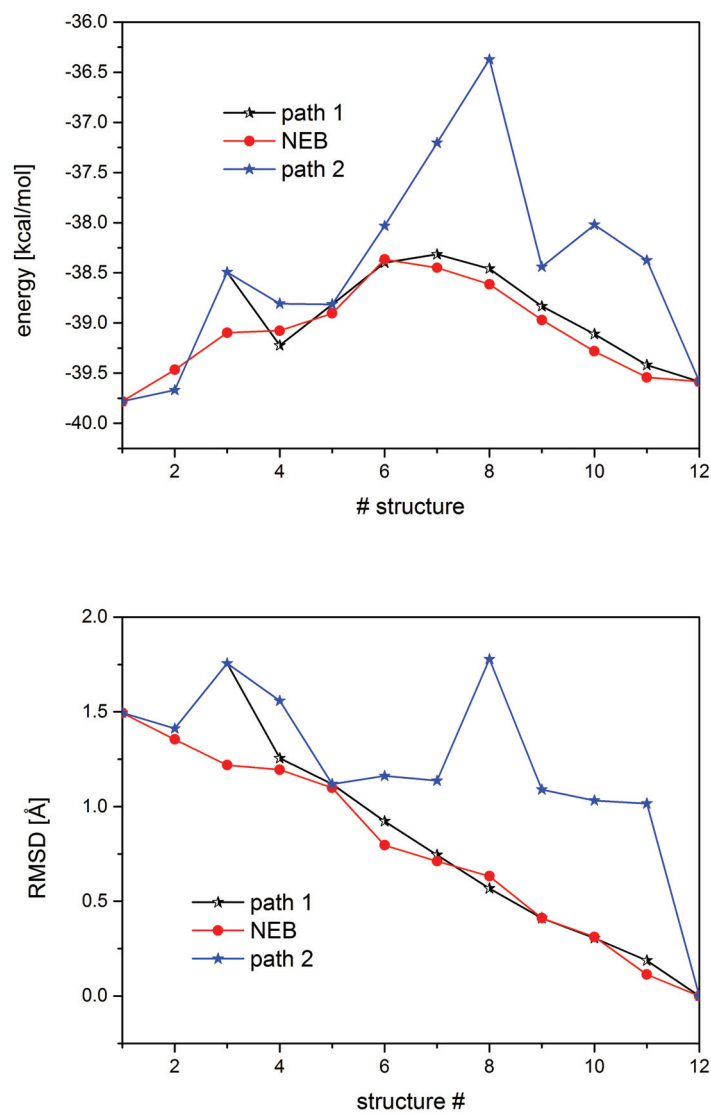 -36.0
-36.5
-37.0
-37.5
-38.0
-38.5
-39.0
-39.5
-40.0
energy [kcal/mol]
path 1
NEB
path 2
2 4 6 8 10 12
# structure
2.0
1.5
1.0
0.5
0.0
RMSD [Å]
path 1
NEB
path 2
2 4 6 8 10 12
structure #